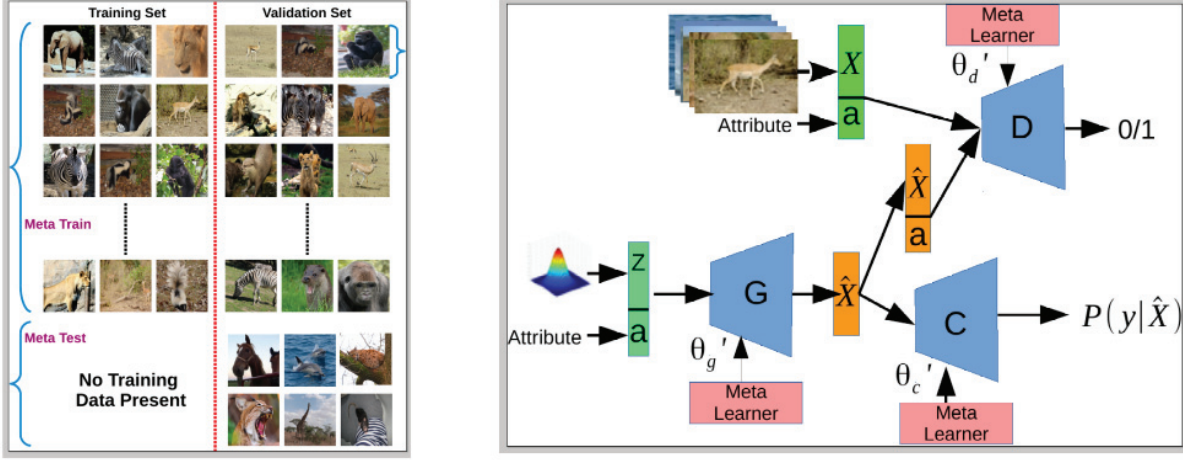 Training Set
Validation Set
Meta Train
Meta Test
No Training
Data Present
Meta
Learner
θd'
X
a
Attribute
D
0/1
X̂
a
z
a
Attribute
G
X̂
C
P(y|X̂)
θg'
Meta
Learner
θc'
Meta
Learner